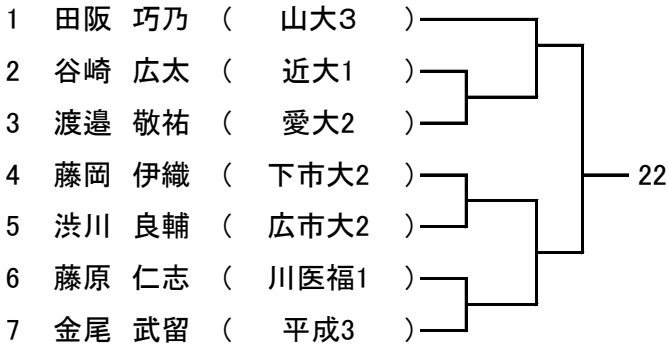 1 田阪 巧乃 ( 山大3 )
2 谷崎 広太 ( 近大1 )
3 渡邉 敬祐 ( 愛大2 )
4 藤岡 伊織 ( 下市大2 )
22
5 渋川 良輔 ( 広市大2 )
6 藤原 仁志 ( 川医福1 )
7 金尾 武留 ( 平成3 )